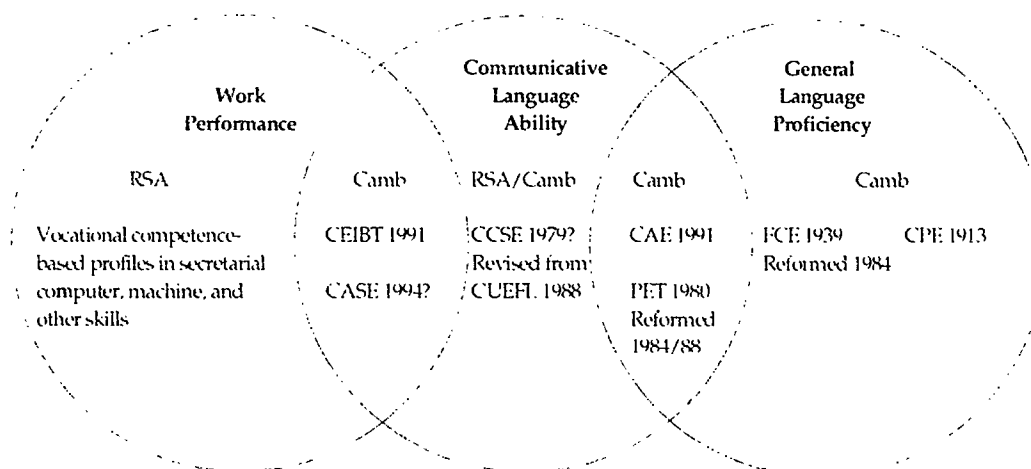 Work
Performance
Communicative
Language
Ability
General
Language
Proficiency
RSA
Camb
RSA/Camb
Camb
Camb
Vocational competence-
based profiles in secretarial
computer, machine, and
other skills
CEIBT 1991
CASE 1994?
CCSE 1979?
Revised from
CUEFL 1988
CAE 1991
PET 1980
Reformed
1984/88
FCE 1939
Reformed 1984
CPE 1913